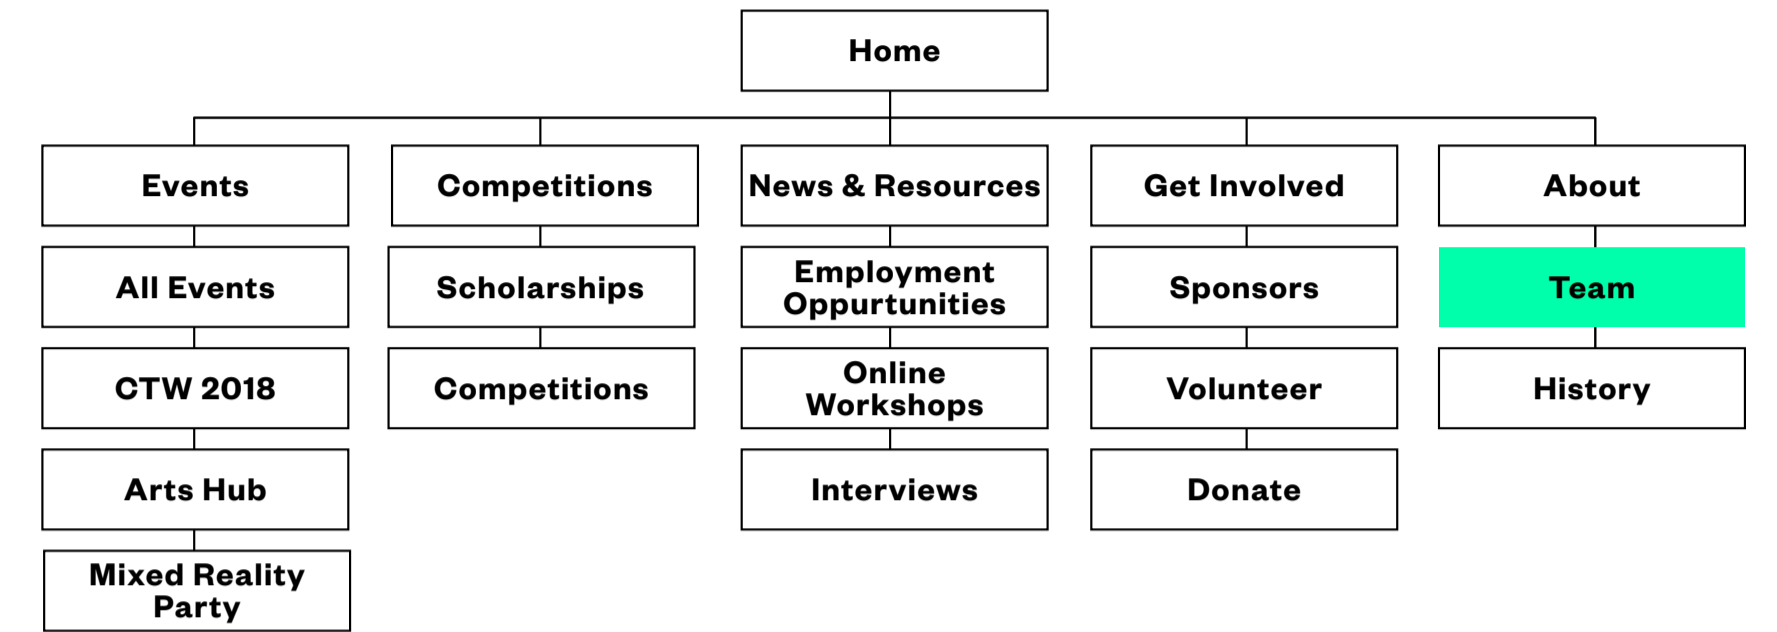 Home
Events
Competitions
News & Resources
Get Involved
About
All Events
Scholarships
Employment
Oppurtunities
Sponsors
Team
CTW 2018
Competitions
Online
Workshops
Volunteer
History
Arts Hub
Interviews
Donate
Mixed Reality
Party